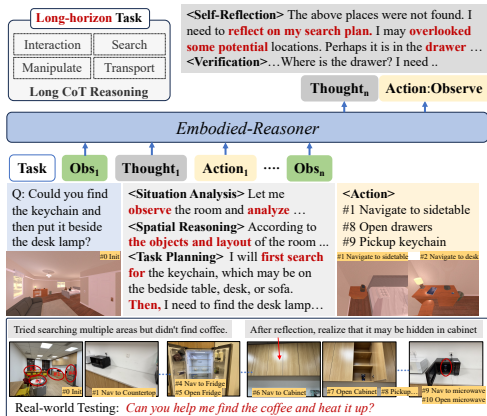 Long-horizon Task
Interaction
Search
Manipulate
Transport
Long CoT Reasoning
<Self-Reflection> The above places were not found. I
need to reflect on my search plan. I may overlooked
some potential locations. Perhaps it is in the drawer …
<Verification>…Where is the drawer? I need ..
Thoughtn
Action:Observe
Embodied-Reasoner
Task
Obs1
Thought1
Action1
....
Obsn
Q: Could you find
the keychain and
then put it beside
the desk lamp?
#0 Init
<Situation Analysis> Let me
observe the room and analyze …
<Spatial Reasoning> According to
the objects and layout of the room ...
<Task Planning> I will first search
for the keychain, which may be on
the bedside table, desk, or sofa.
Then, I need to find the desk lamp…
<Action>
#1 Navigate to sidetable
#8 Open drawers
#9 Pickup keychain
#1 Navigate to sidetable
#2 Navigate to desk
Tried searching multiple areas but didn't find coffee.
After reflection, realize that it may be hidden in cabinet
#0 Init
#1 Nav to Countertop
#4 Nav to Fridge
#5 Open Fridge
#6 Nav to Cabinet
#7 Open Cabinet
#8 Pickup…
#9 Nav to microwave
#10 Open microwave
Real-world Testing: Can you help me find the coffee and heat it up?